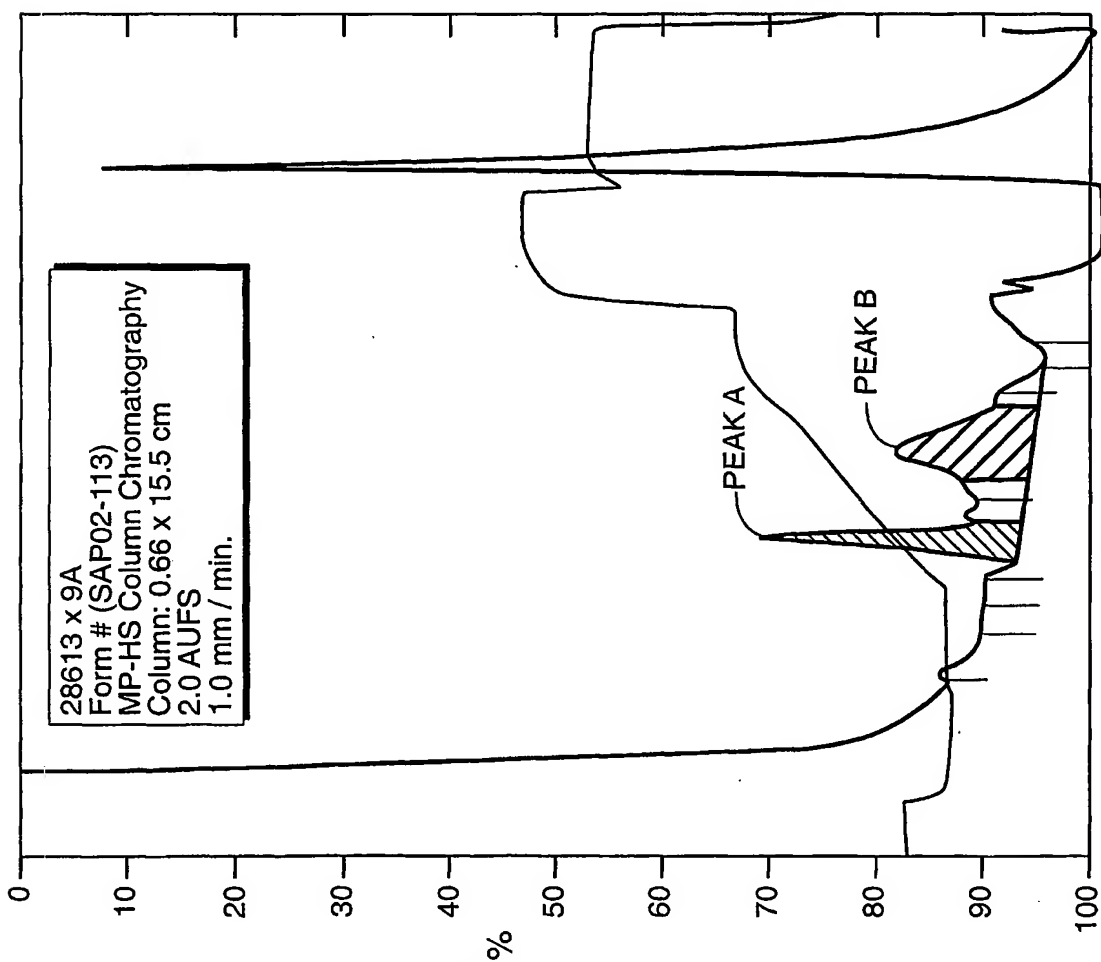 28613 x 9A
Form # (SAP02-113)
MP-HS Column Chromatography
Column: 0.66 x 15.5 cm
2.0 AUFS
1.0 mm / min.
PEAK A
PEAK B
%
0
10
20
30
40
50
60
70
80
90
100